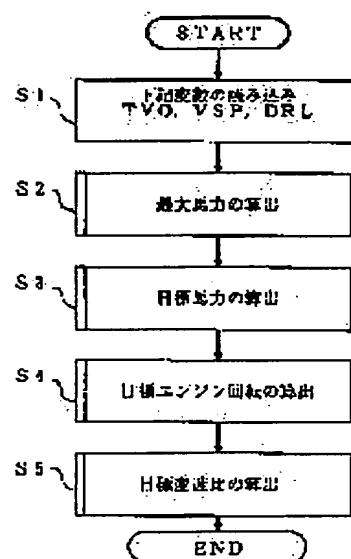 START
S1
下記変数の読み込み
TVO, VSP, DRL
S2
最大馬力の算出
S3
目標馬力の算出
S4
目標エンジン回転の算出
S5
目標変速比の算出
END